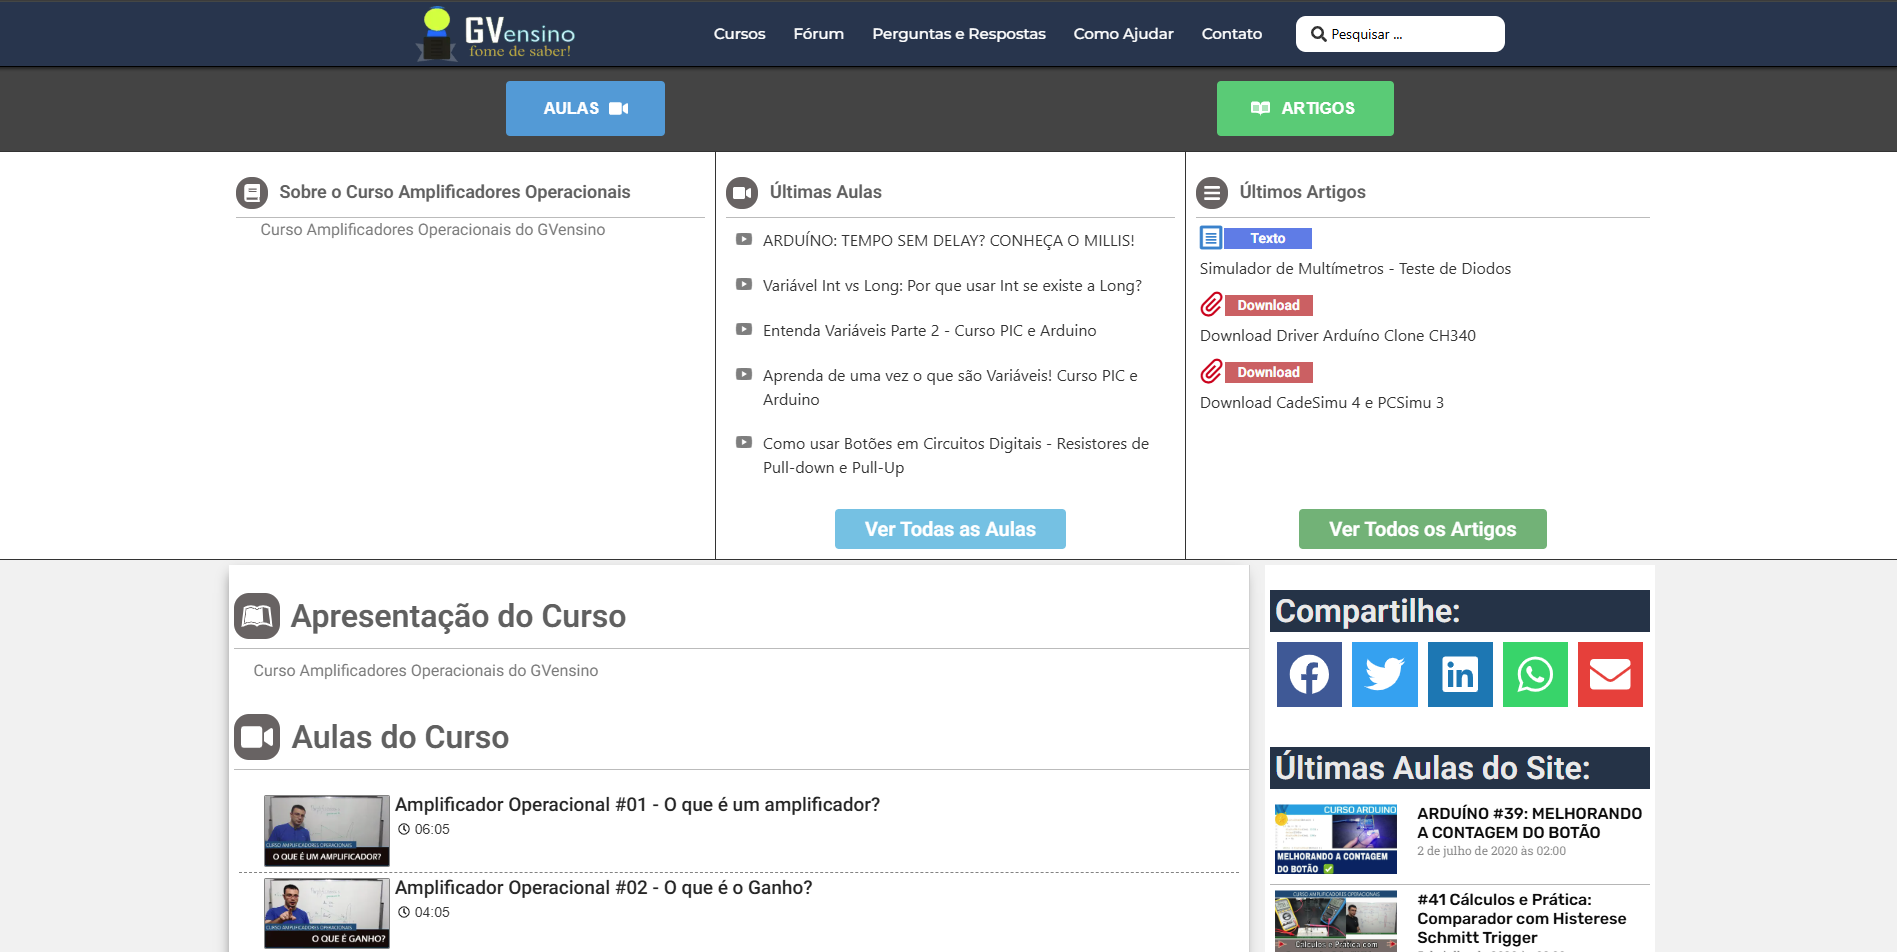 GVensino
fome de saber!
Cursos
Fórum
Perguntas e Respostas
Como Ajudar
Contato
Pesquisar ...
AULAS
ARTIGOS
Sobre o Curso Amplificadores Operacionais
Curso Amplificadores Operacionais do GVensino
Últimas Aulas
ARDUÍNO: TEMPO SEM DELAY? CONHEÇA O MILLIS!
Variável Int vs Long: Por que usar Int se existe a Long?
Entenda Variáveis Parte 2 - Curso PIC e Arduino
Aprenda de uma vez o que são Variáveis! Curso PIC e
Arduino
Como usar Botões em Circuitos Digitais - Resistores de
Pull-down e Pull-Up
Ver Todas as Aulas
Últimos Artigos
Texto
Simulador de Multímetros - Teste de Diodos
Download
Download Driver Arduíno Clone CH340
Download
Download CadeSimu 4 e PCSimu 3
Ver Todos os Artigos
Apresentação do Curso
Curso Amplificadores Operacionais do GVensino
Aulas do Curso
CURSO AMPLIFICADORES OPERACIONAIS
O QUE É UM AMPLIFICADOR?
Amplificador Operacional #01 - O que é um amplificador?
06:05
CURSO AMPLIFICADORES OPERACIONAIS
O QUE É GANHO?
Amplificador Operacional #02 - O que é o Ganho?
04:05
Compartilhe:
Últimas Aulas do Site:
CURSO ARDUINO
MELHORANDO A CONTAGEM
DO BOTÃO
ARDUÍNO #39: MELHORANDO
A CONTAGEM DO BOTÃO
2 de julho de 2020 às 02:00
CURSO AMPLIFICADORES OPERACIONAIS
Cálculos e Prática com
#41 Cálculos e Prática:
Comparador com Histerese
Schmitt Trigger